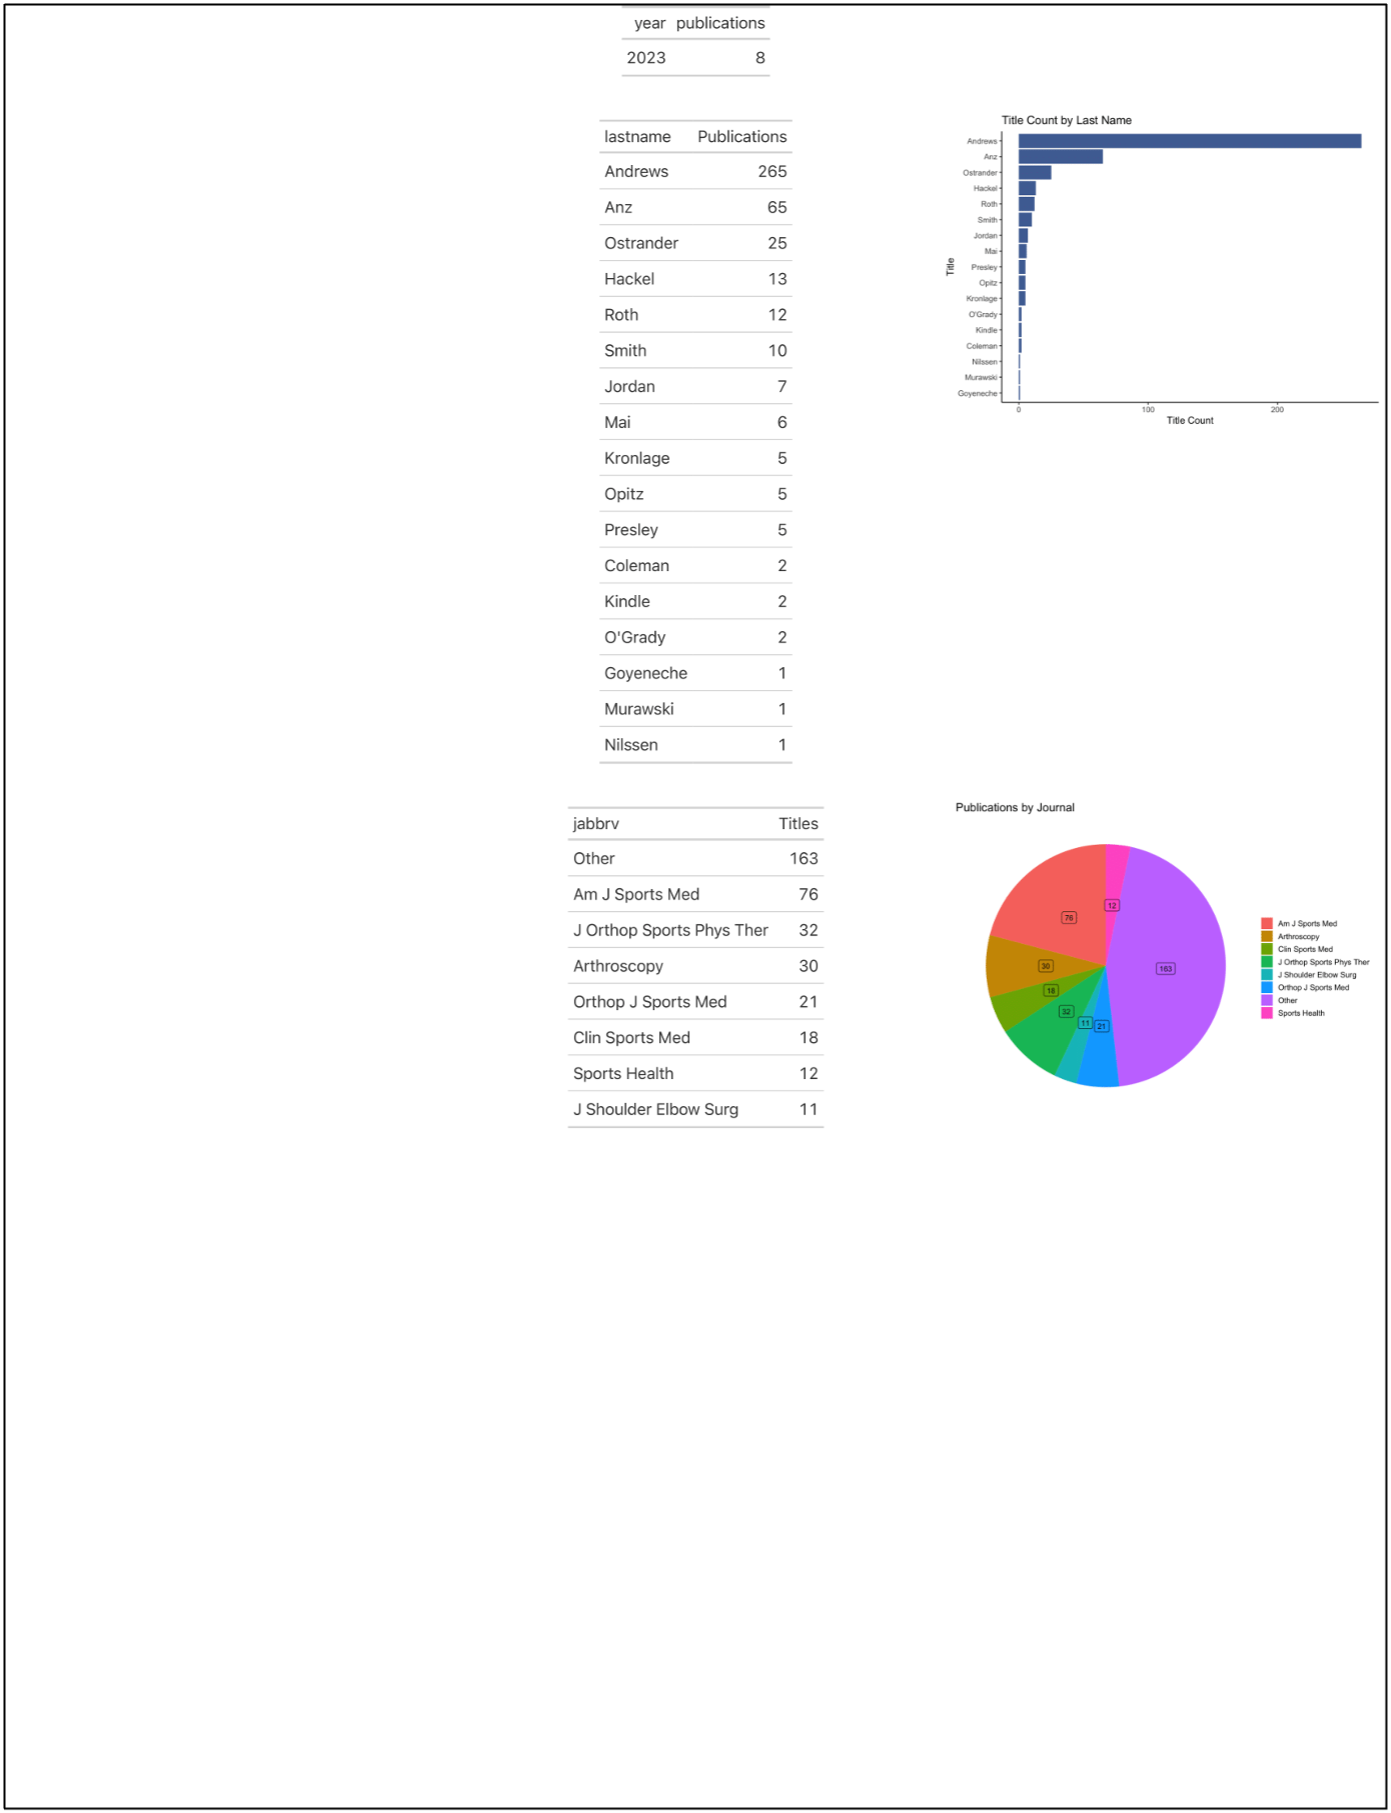 year publications
2023 8
lastname Publications
Andrews 265
Anz 65
Ostrander 25
Hackel 13
Roth 12
Smith 10
Jordan 7
Mai 6
Kronlage 5
Opitz 5
Presley 5
Coleman 2
Kindle 2
O'Grady 2
Goyeneche 1
Murawski 1
Nilssen 1
Title Count by Last Name
Title
Andrews
Anz
Ostrander
Hackel
Roth
Smith
Jordan
Mai
Presley
Opitz
Kronlage
O'Grady
Kindle
Coleman
Nilssen
Murawski
Goyeneche
0 100 200
Title Count
jabbrv Titles
Other 163
Am J Sports Med 76
J Orthop Sports Phys Ther 32
Arthroscopy 30
Orthop J Sports Med 21
Clin Sports Med 18
Sports Health 12
J Shoulder Elbow Surg 11
Publications by Journal
12
76
30
163
18
32
11
21
Am J Sports Med
Arthroscopy
Clin Sports Med
J Orthop Sports Phys Ther
J Shoulder Elbow Surg
Orthop J Sports Med
Other
Sports Health